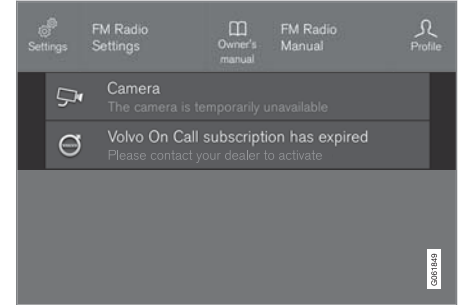 FM Radio
Settings
Settings
Owner's
manual
FM Radio
Manual
Profile
Camera
The camera is temporarily unavailable
Volvo On Call subscription has expired
Please contact your dealer to activate
G061849